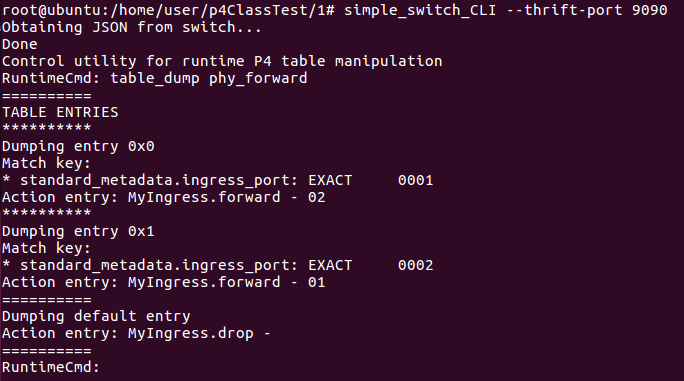 root@ubuntu:/home/user/p4ClassTest/1# simple_switch_CLI --thrift-port 9090
Obtaining JSON from switch...
Done
Control utility for runtime P4 table manipulation
RuntimeCmd: table_dump phy_forward
==========
TABLE ENTRIES
**********
Dumping entry 0x0
Match key:
* standard_metadata.ingress_port: EXACT     0001
Action entry: MyIngress.forward - 02
**********
Dumping entry 0x1
Match key:
* standard_metadata.ingress_port: EXACT     0002
Action entry: MyIngress.forward - 01
==========
Dumping default entry
Action entry: MyIngress.drop -
==========
RuntimeCmd: